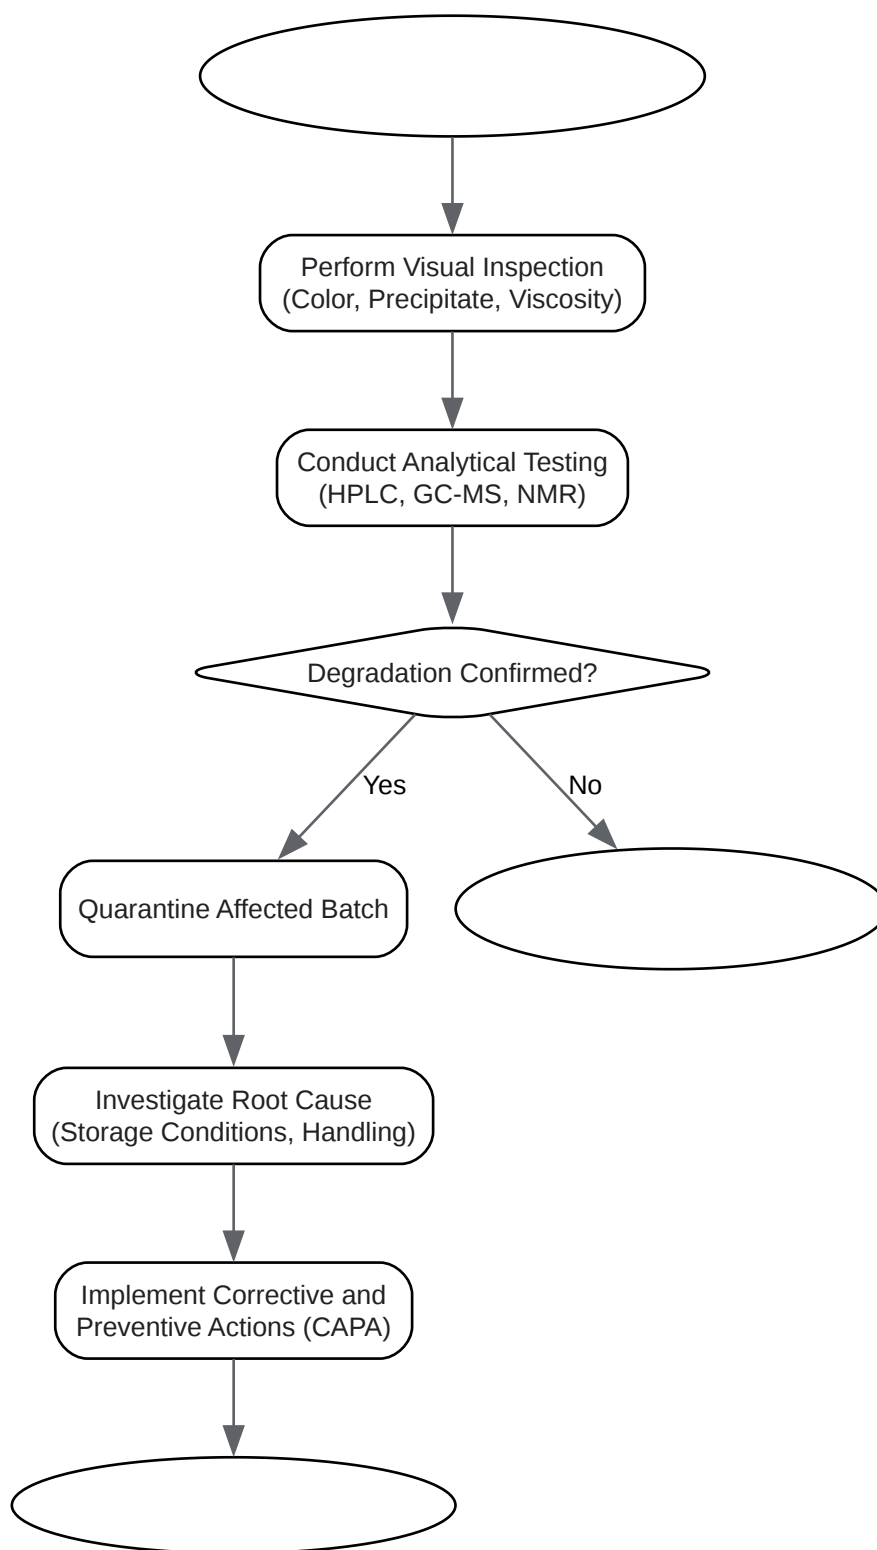 Perform Visual Inspection
(Color, Precipitate, Viscosity)
Conduct Analytical Testing
(HPLC, GC-MS, NMR)
Degradation Confirmed?
Yes
No
Quarantine Affected Batch
Investigate Root Cause
(Storage Conditions, Handling)
Implement Corrective and
Preventive Actions (CAPA)